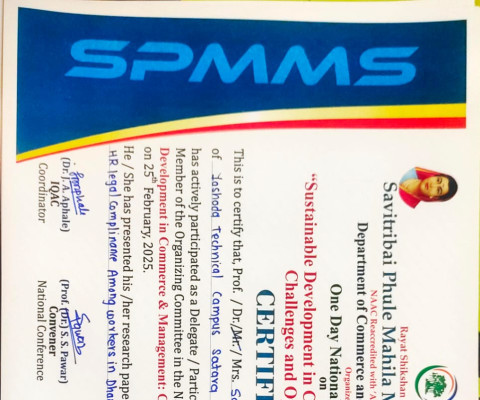 SPMMS
Rayat Shikshan
Savitribai Phule Mahila M
NAAC Reaccredited with 'A
Department of Commerce an
Organiz
One Day Nationa
on
"Sustainable Development in C
Challenges and O
CERTIF
This is to certify that, Prof. / Dr./Mr./ Mrs.
of Yashoda Technical Campus Satara
has actively participated as a Delegate / Partic
Member of the Organizing Committee in the N
Development in Commerce & Management: C
on 25th February, 2025.
He / She has presented his /her research pape
HR legal Compliance Among workers in
(Dr. J. A. Aphale)
IQAC
Coordinator
(Prof. (Dr.) S. S. Pawar)
Convener
National Conference